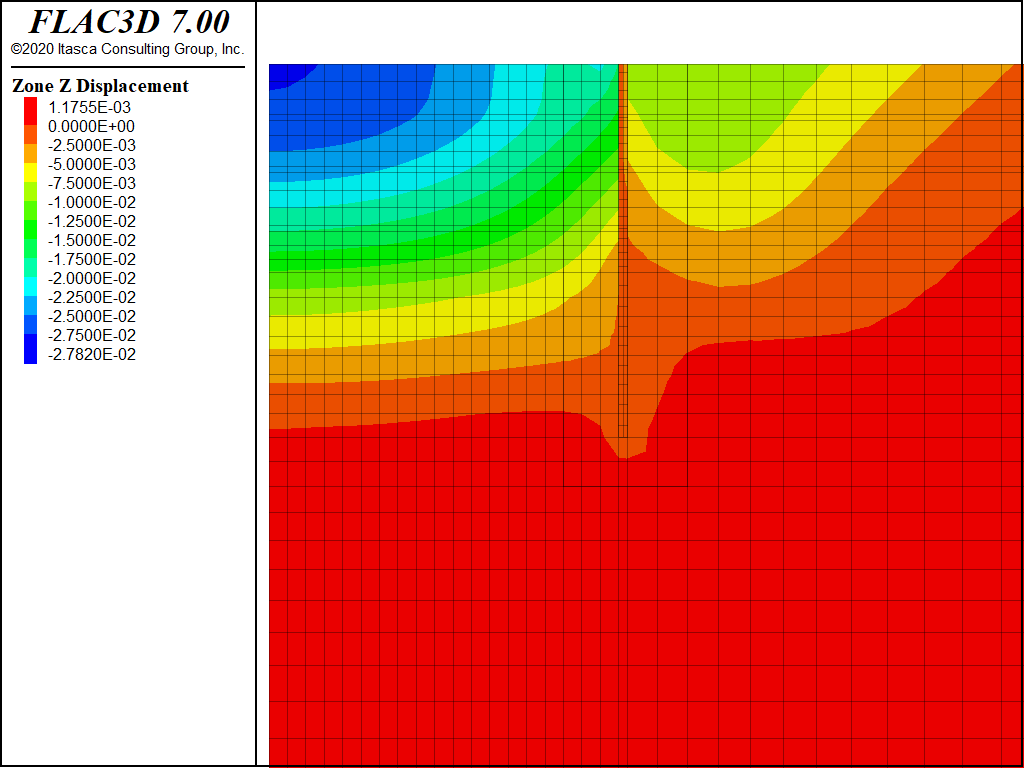 FLAC3D 7.00
©2020 Itasca Consulting Group, Inc.
Zone Z Displacement
1.1755E-03
0.0000E+00
-2.5000E-03
-5.0000E-03
-7.5000E-03
-1.0000E-02
-1.2500E-02
-1.5000E-02
-1.7500E-02
-2.0000E-02
-2.2500E-02
-2.5000E-02
-2.7500E-02
-2.7820E-02